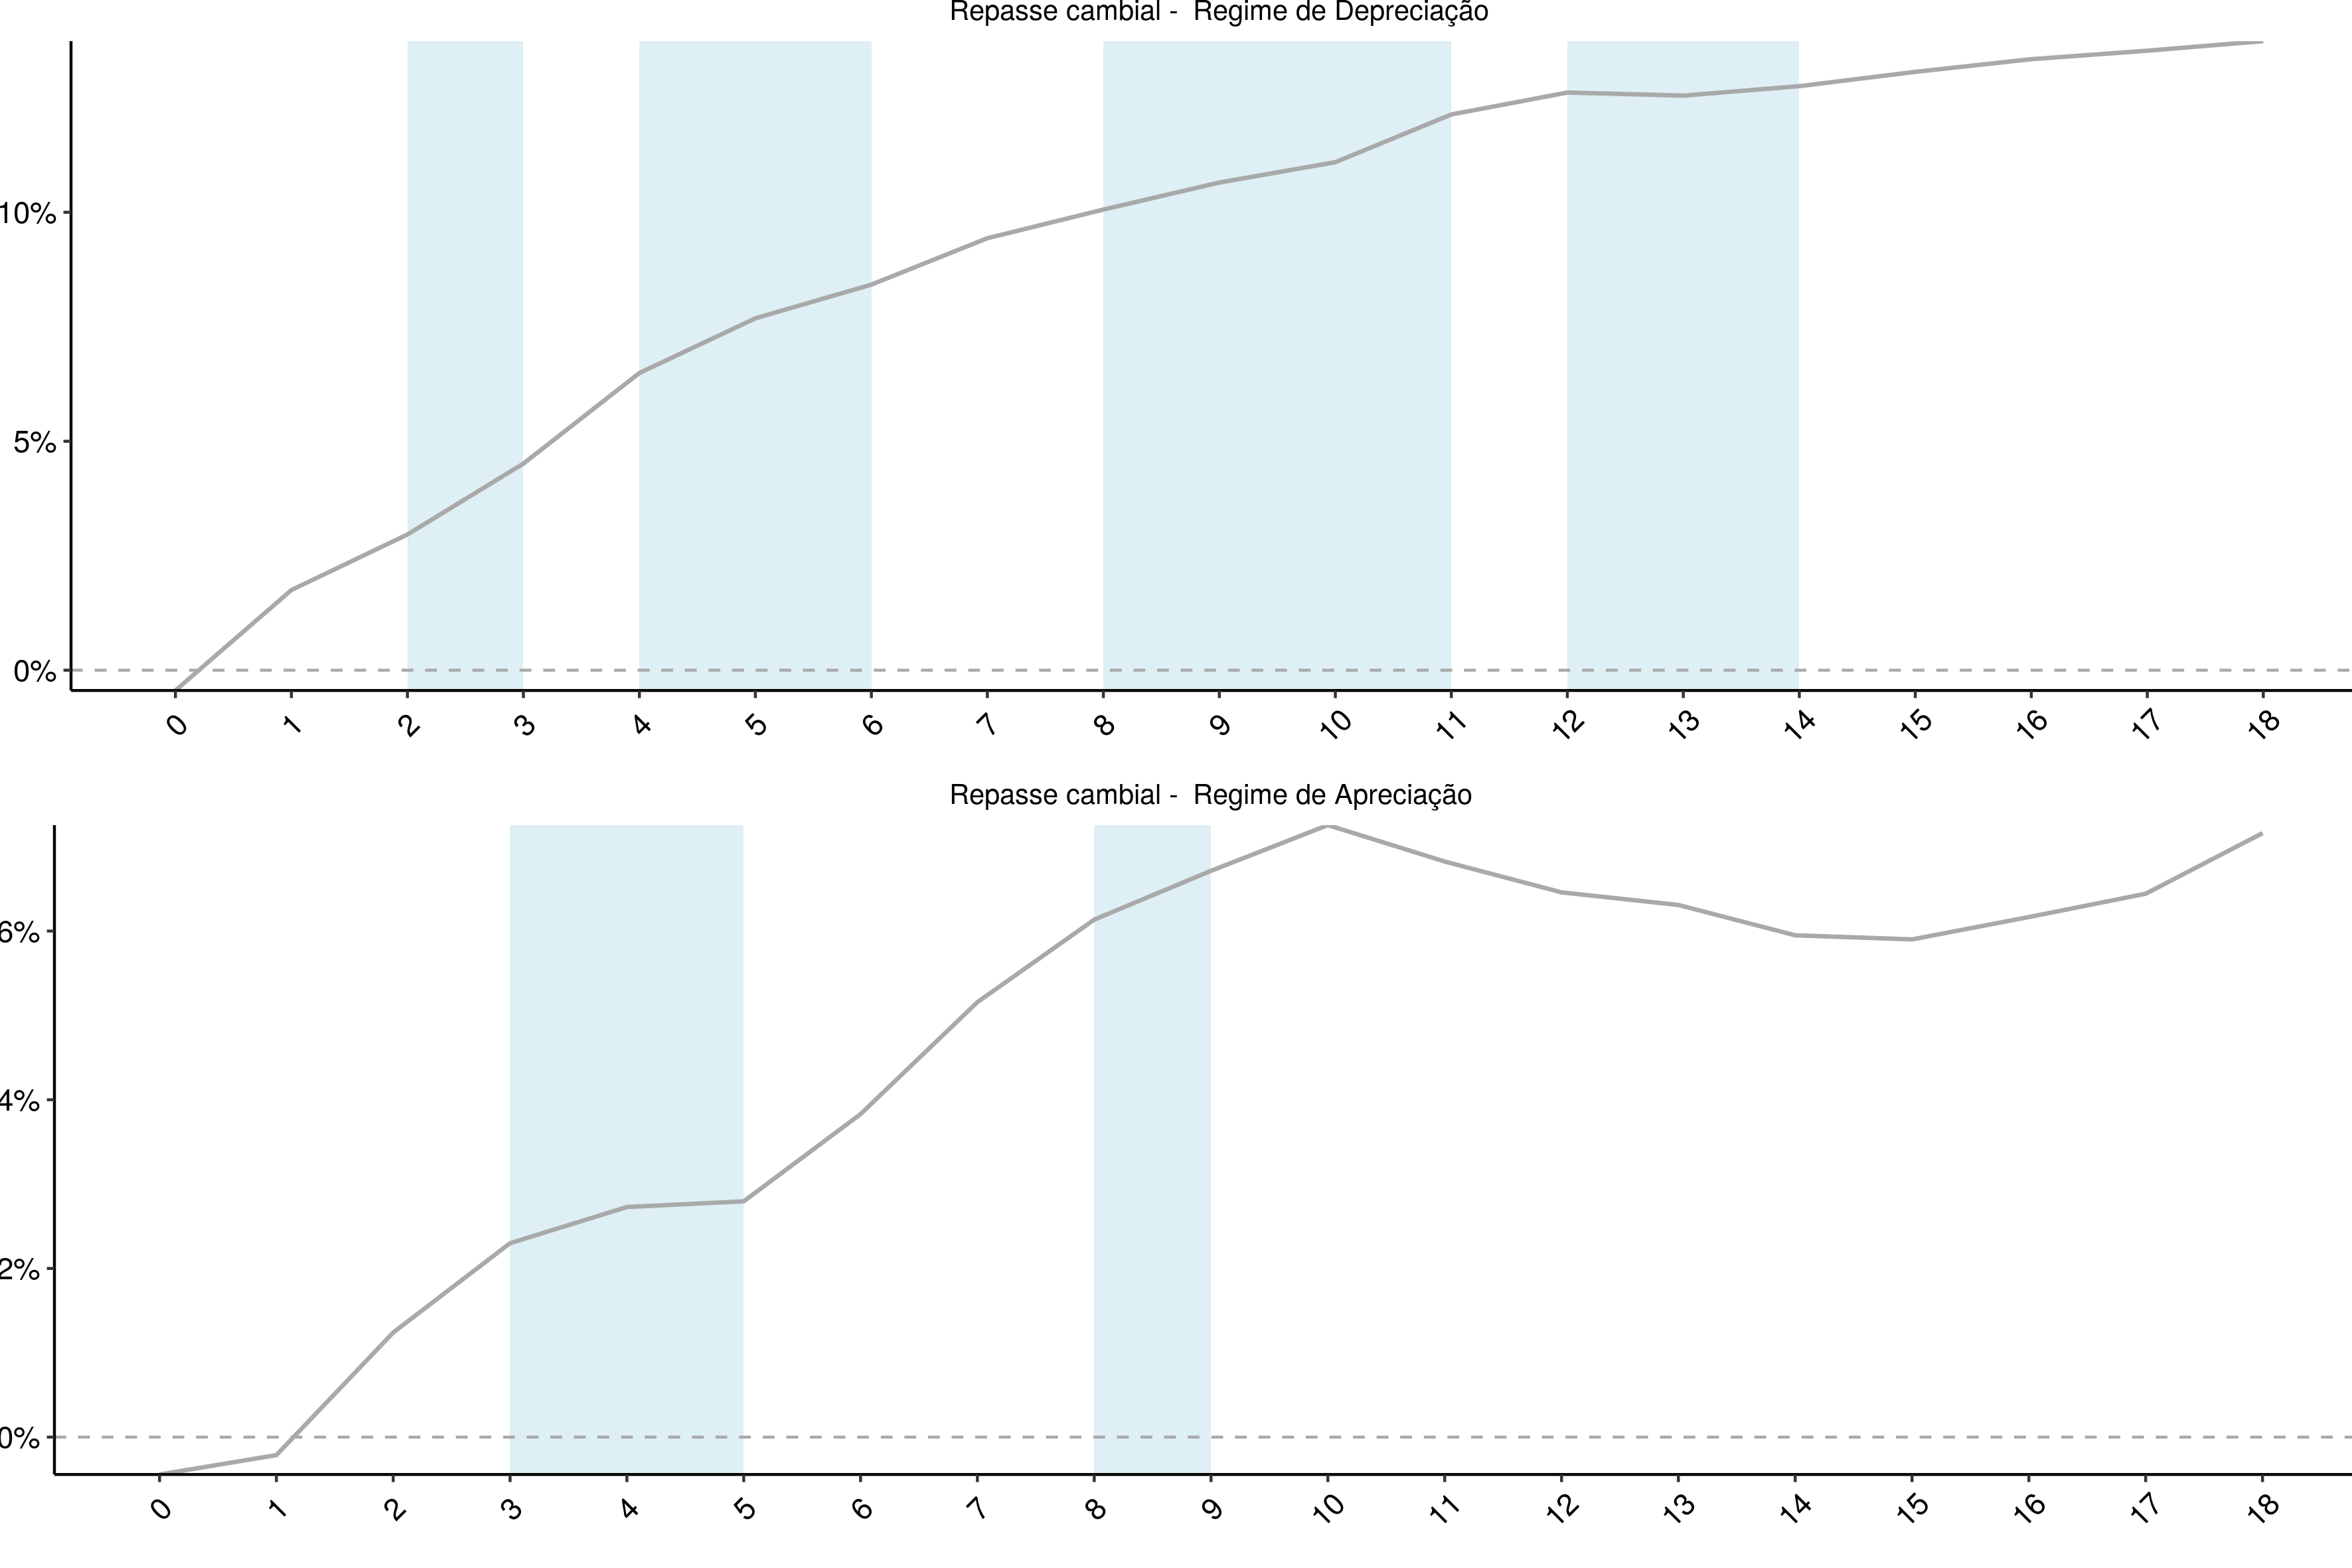 Repasse cambial -  Regime de Depreciação
10%
5%
0%
0 1 2 3 4 5 6 7 8 9 10 11 12 13 14 15 16 17 18
Repasse cambial -  Regime de Apreciação
6%
4%
2%
0%
0 1 2 3 4 5 6 7 8 9 10 11 12 13 14 15 16 17 18